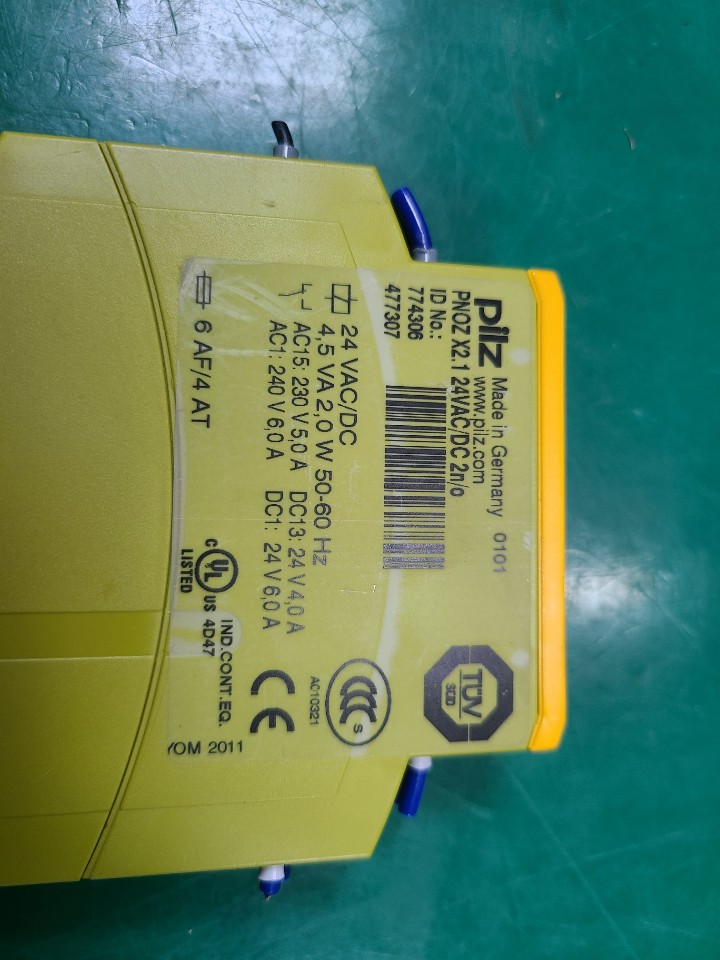 pilz Made in Germany 0101
www.pilz.com
PNOZ X2.1 24VAC/DC 2n/o
ID No.:
774306
477307
24 VAC/DC
4,5 VA 2,0 W 50-60 Hz
AC15: 230 V 5,0 A DC13: 24 V 4,0 A
AC1: 240 V 6,0 A DC1: 24 V 6,0 A
6 AF/4 AT
TÜV
SÜD
CCC S
AC10321
CE
C UL US
LISTED
IND.CONT.EQ.
4D47
YOM 2011